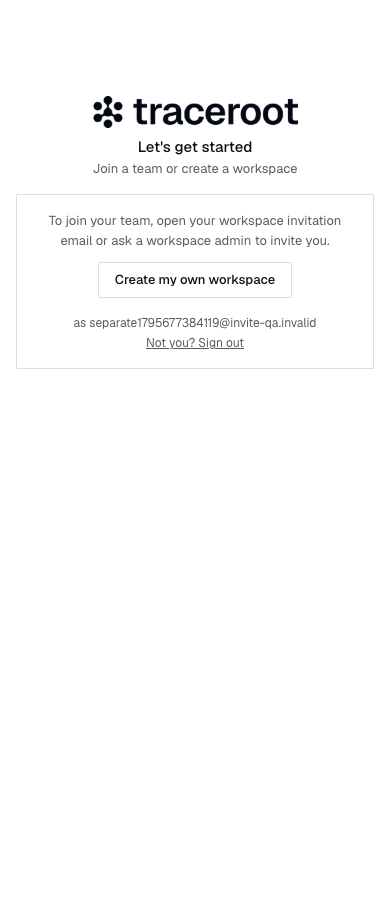 traceroot
Let's get started
Join a team or create a workspace
To join your team, open your workspace invitation
email or ask a workspace admin to invite you.
Create my own workspace
as separate1795677384119@invite-qa.invalid
Not you? Sign out